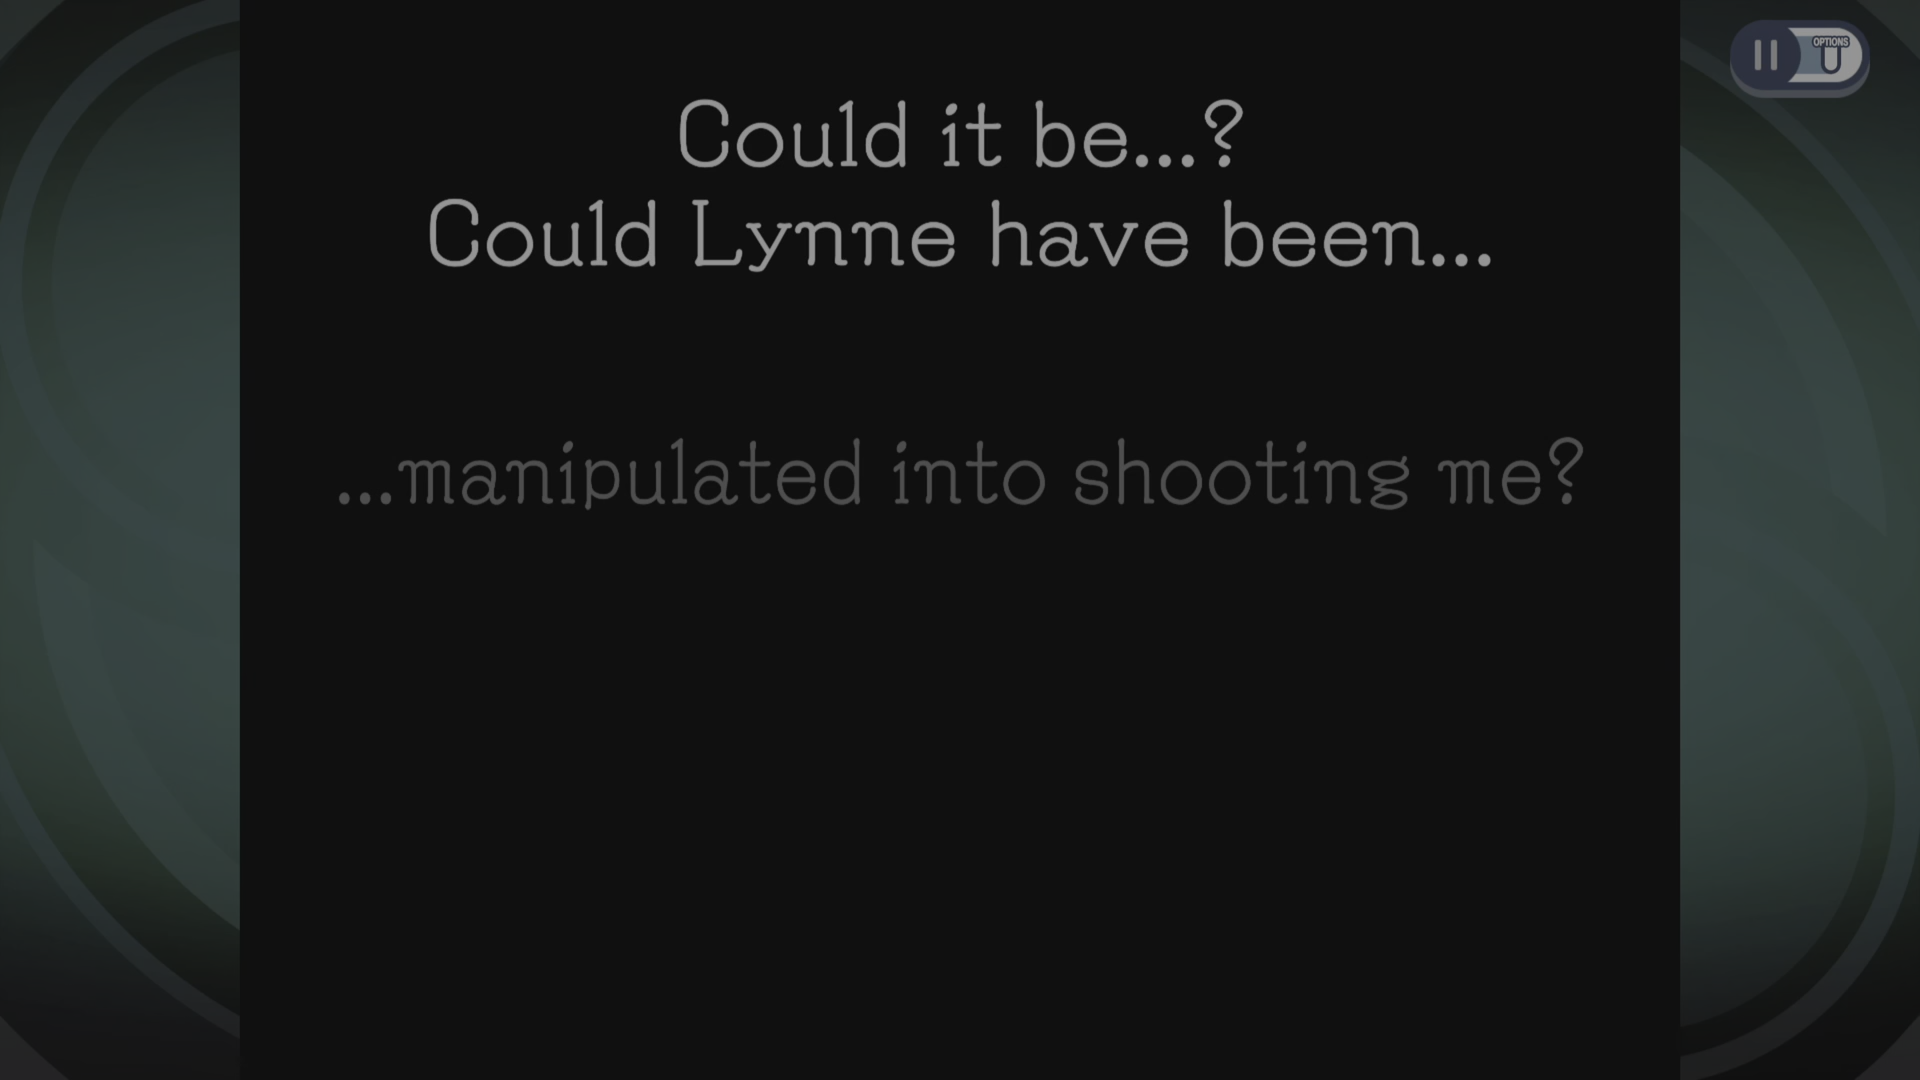 OPTIONS
Could it be...?
Could Lynne have been...
...manipulated into shooting me?